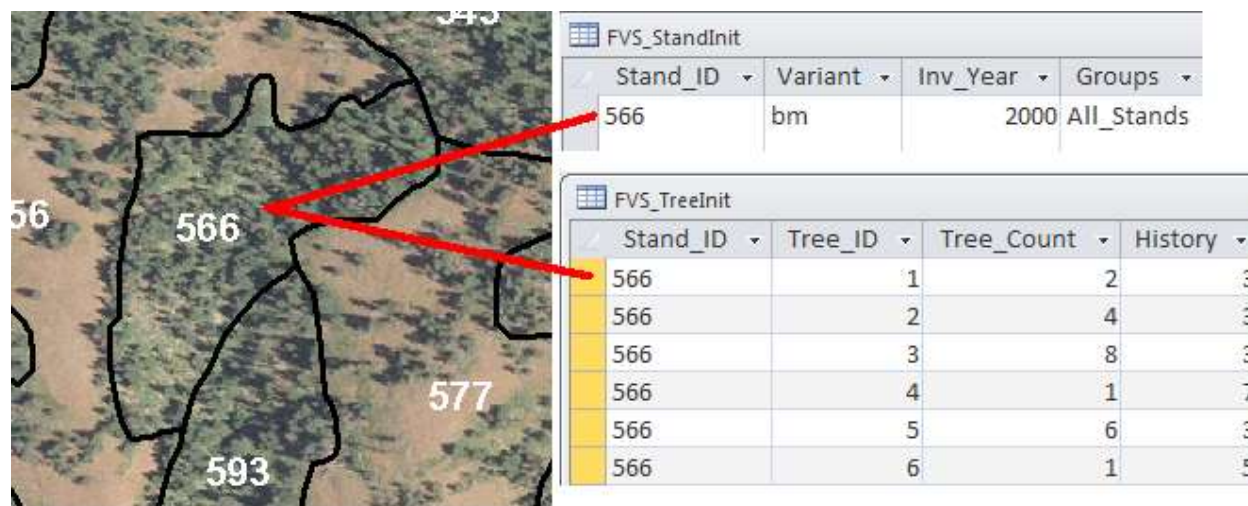 566
593
577
FVS_StandInit
Stand_ID Variant Inv_Year Groups
566 bm 2000 All_Stands
FVS_TreeInit
Stand_ID Tree_ID Tree_Count History
566 1 2
566 2 4
566 3 8
566 4 1
566 5 6
566 6 1